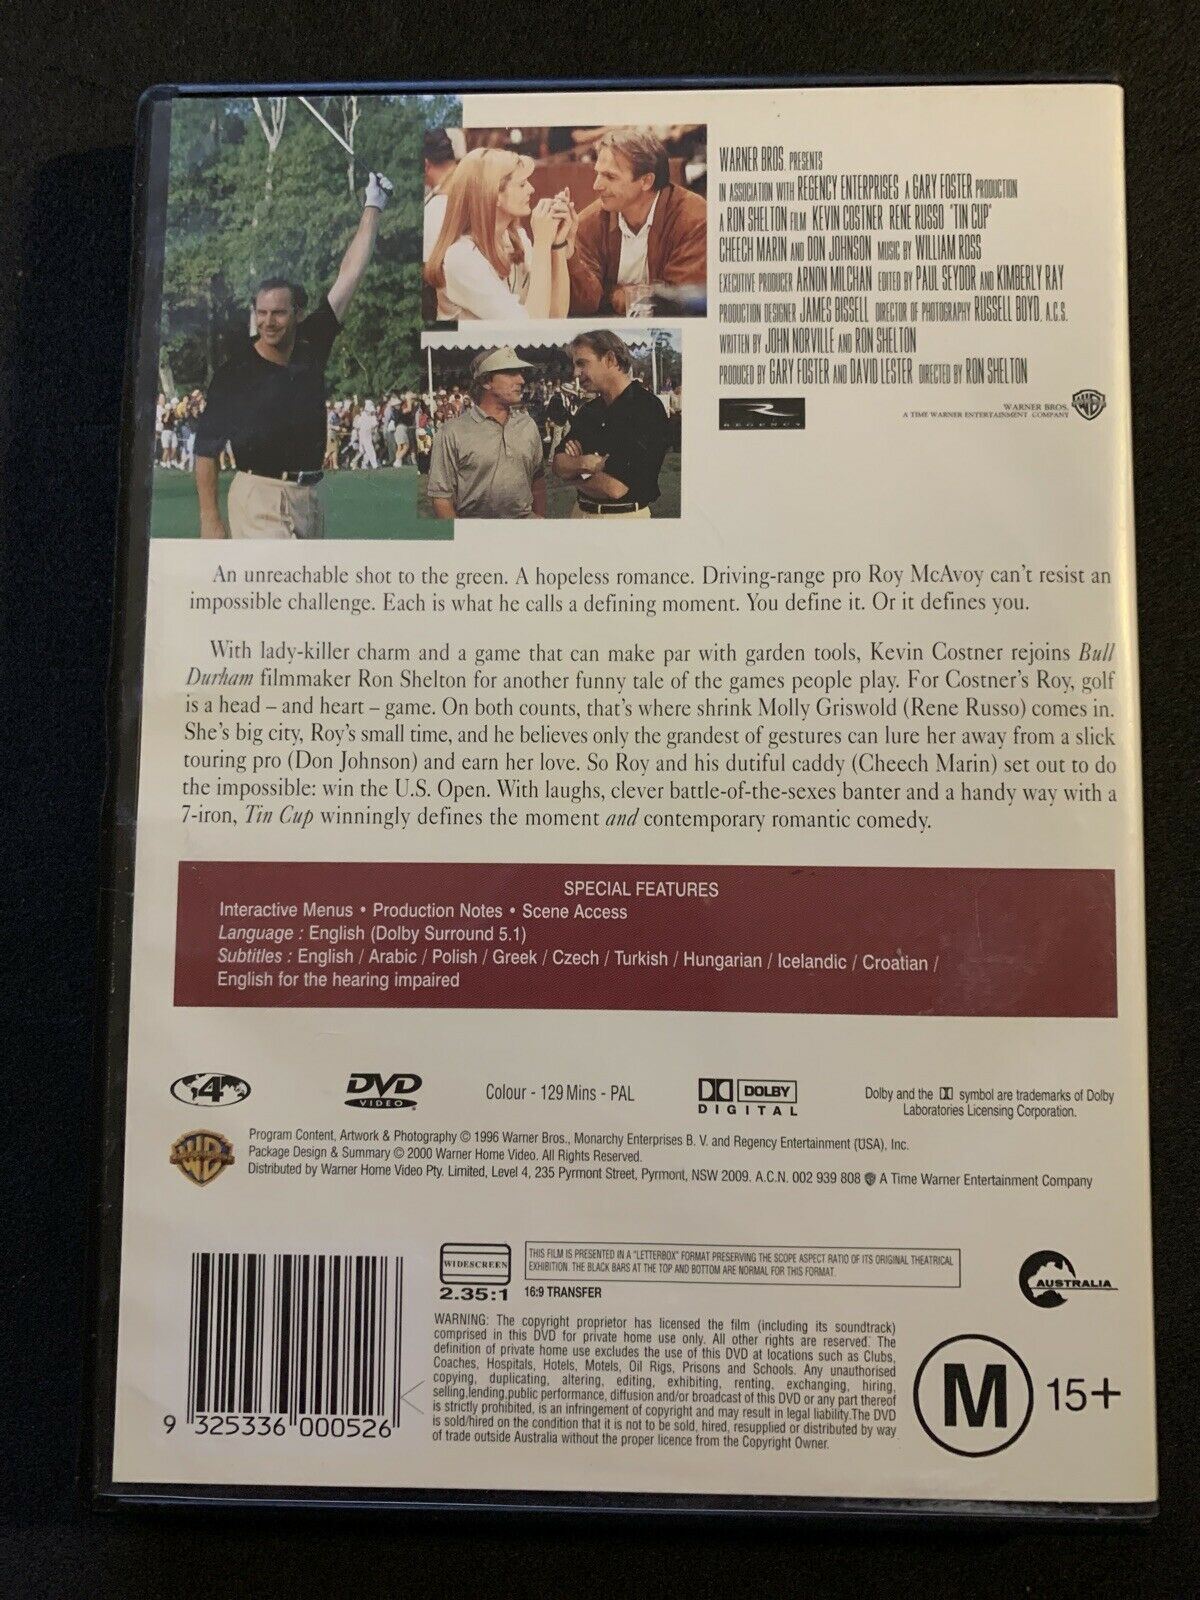 WARNER BROS. PRESENTS
IN ASSOCIATION WITH REGENCY ENTERPRISES A GARY FOSTER PRODUCTION
A RON SHELTON FILM KEVIN COSTNER RENE RUSSO "TIN CUP"
CHEECH MARIN AND DON JOHNSON MUSIC BY WILLIAM ROSS
EXECUTIVE PRODUCER ARNON MILCHAN EDITED BY PAUL SEYDOR AND KIMBERLY RAY
PRODUCTION DESIGNER JAMES BISSELL DIRECTOR OF PHOTOGRAPHY RUSSELL BOYD, A.C.S.
WRITTEN BY JOHN NORVILLE AND RON SHELTON
PRODUCED BY GARY FOSTER AND DAVID LESTER DIRECTED BY RON SHELTON
REGENCY
WARNER BROS.
A TIME WARNER ENTERTAINMENT COMPANY
WB
An unreachable shot to the green. A hopeless romance. Driving-range pro Roy McAvoy can't resist an
impossible challenge. Each is what he calls a defining moment. You define it. Or it defines you.
With lady-killer charm and a game that can make par with garden tools, Kevin Costner rejoins Bull
Durham filmmaker Ron Shelton for another funny tale of the games people play. For Costner's Roy, golf
is a head – and heart – game. On both counts, that's where shrink Molly Griswold (Rene Russo) comes in.
She's big city, Roy's small time, and he believes only the grandest of gestures can lure her away from a slick
touring pro (Don Johnson) and earn her love. So Roy and his dutiful caddy (Cheech Marin) set out to do
the impossible: win the U.S. Open. With laughs, clever battle-of-the-sexes banter and a handy way with a
7-iron, Tin Cup winningly defines the moment and contemporary romantic comedy.
SPECIAL FEATURES
Interactive Menus • Production Notes • Scene Access
Language : English (Dolby Surround 5.1)
Subtitles : English / Arabic / Polish / Greek / Czech / Turkish / Hungarian / Icelandic / Croatian /
English for the hearing impaired
4
DVD
VIDEO
Colour - 129 Mins - PAL
DOLBY
DIGITAL
Dolby and the symbol are trademarks of Dolby
Laboratories Licensing Corporation.
WB
Program Content, Artwork & Photography © 1996 Warner Bros., Monarchy Enterprises B. V. and Regency Entertainment (USA), Inc.
Package Design & Summary © 2000 Warner Home Video. All Rights Reserved.
Distributed by Warner Home Video Pty. Limited, Level 4, 235 Pyrmont Street, Pyrmont, NSW 2009. A.C.N. 002 939 808 A Time Warner Entertainment Company
WIDESCREEN
2.35:1
THIS FILM IS PRESENTED IN A "LETTERBOX" FORMAT PRESERVING THE SCOPE ASPECT RATIO OF ITS ORIGINAL THEATRICAL
EXHIBITION. THE BLACK BARS AT THE TOP AND BOTTOM ARE NORMAL FOR THIS FORMAT.
16:9 TRANSFER
AUSTRALIA
WARNING: The copyright proprietor has licensed the film (including its soundtrack)
comprised in this DVD for private home use only. All other rights are reserved. The
definition of private home use excludes the use of this DVD at locations such as Clubs,
Coaches, Hospitals, Hotels, Motels, Oil Rigs, Prisons and Schools. Any unauthorised
copying, duplicating, altering, editing, exhibiting, renting, exchanging, hiring,
selling,lending,public performance, diffusion and/or broadcast of this DVD or any part thereof
is strictly prohibited, is an infringement of copyright and may result in legal liability.The DVD
is sold/hired on the condition that it is not to be sold, hired, resupplied or distributed by way
of trade outside Australia without the proper licence from the Copyright Owner.
9 325336 000526
M 15+